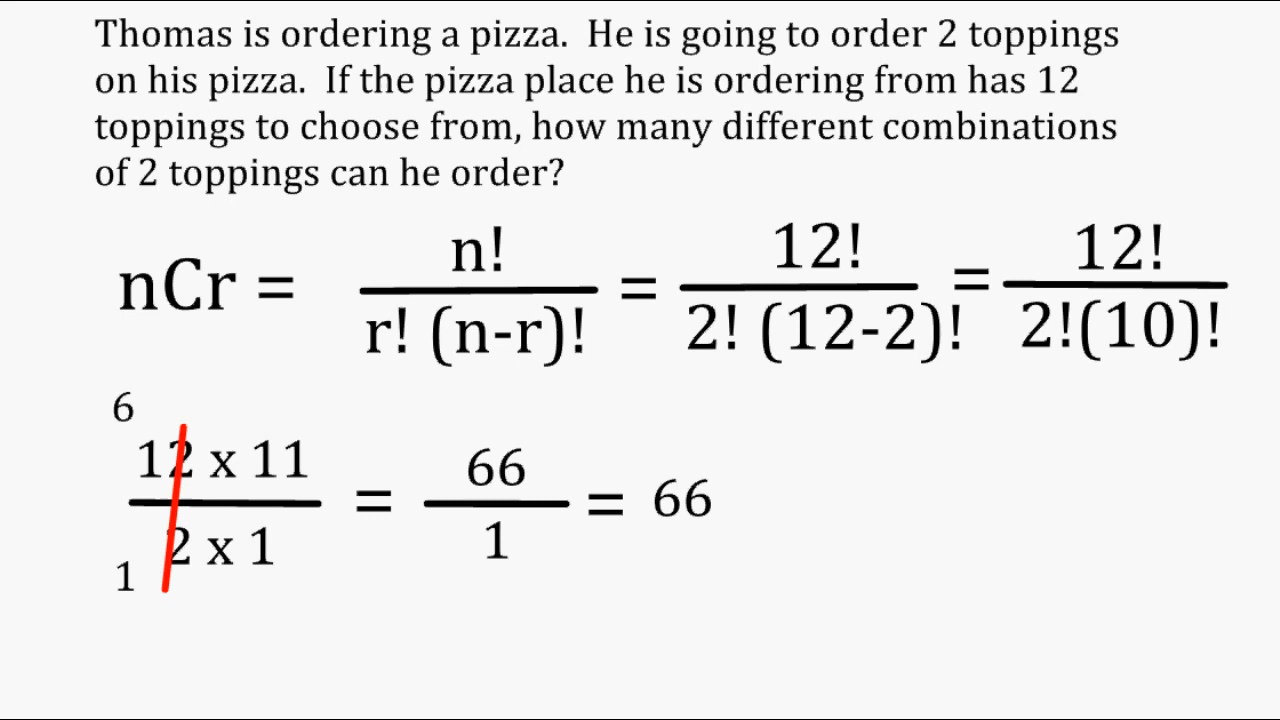 Thomas is ordering a pizza.  He is going to order 2 toppings
on his pizza.  If the pizza place he is ordering from has 12
toppings to choose from, how many different combinations
of 2 toppings can he order?
nCr = n! / r! (n-r)! = 12! / 2! (12-2)! = 12! / 2!(10)!
6
12 x 11 / 2 x 1 = 66 / 1 = 66
1